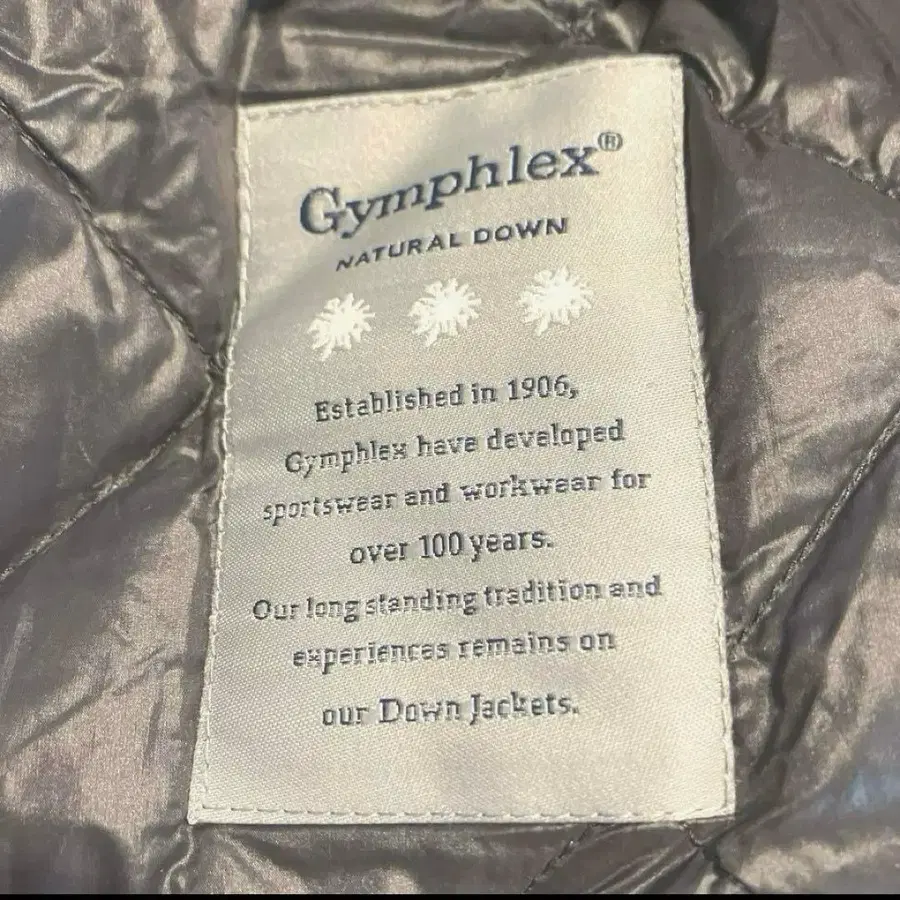 Gymphlex®
NATURAL DOWN
Established in 1906,
Gymphlex have developed
sportswear and workwear for
over 100 years.
Our long standing tradition and
experiences remains on
our Down Jackets.